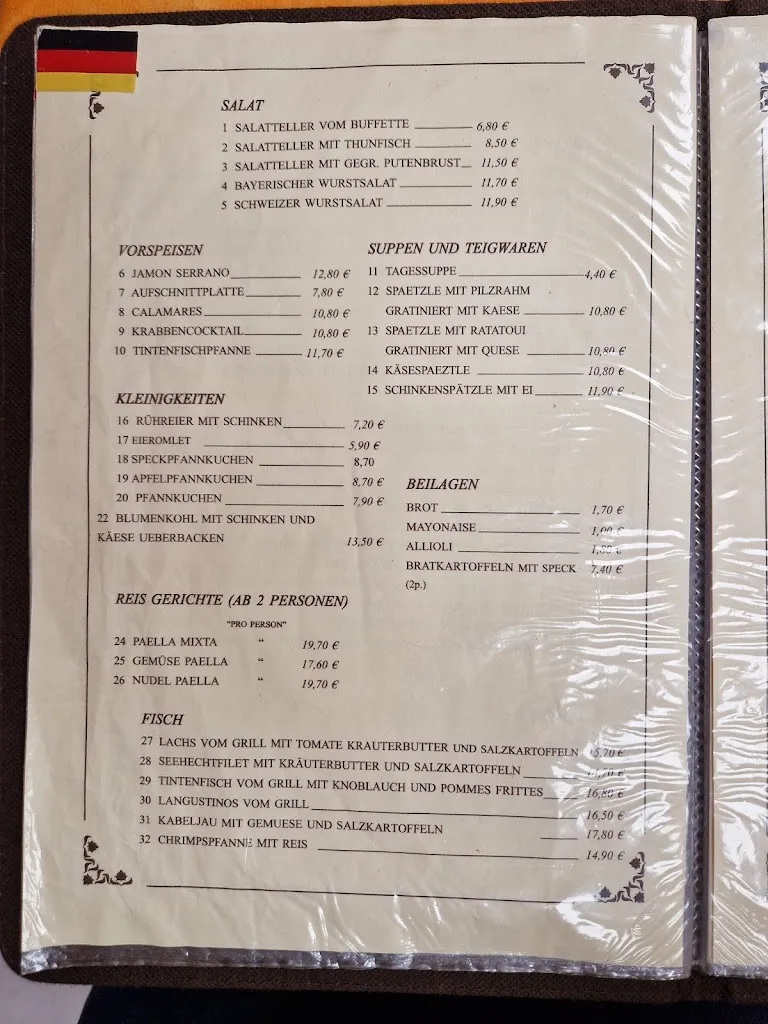 SALAT
1 SALATTELLER VOM BUFFETTE 6,80 €
2 SALATTELLER MIT THUNFISCH 8,50 €
3 SALATTELLER MIT GEGR. PUTENBRUST 11,50 €
4 BAYERISCHER WURSTSALAT 11,70 €
5 SCHWEIZER WURSTSALAT 11,90 €
VORSPEISEN
6 JAMON SERRANO 12,80 €
7 AUFSCHNITTPLATTE 7,80 €
8 CALAMARES 10,80 €
9 KRABBENCOCKTAIL 10,80 €
10 TINTENFISCHPFANNE 11,70 €
SUPPEN UND TEIGWAREN
11 TAGESSUPPE 4,40 €
12 SPAETZLE MIT PILZRAHM
GRATINIERT MIT KAESE 10,80 €
13 SPAETZLE MIT RATATOUI
GRATINIERT MIT QUESE 10,80 €
14 KÄSESPAEZTLE 10,80 €
15 SCHINKENSPÄTZLE MIT EI 11,90 €
KLEINIGKEITEN
16 RÜHREIER MIT SCHINKEN 7,20 €
17 EIEROMLET 5,90 €
18 SPECKPFANNKUCHEN 8,70
19 APFELPFANNKUCHEN 8,70 €
20 PFANNKUCHEN 7,90 €
22 BLUMENKOHL MIT SCHINKEN UND
KÄESE UEBERBACKEN 13,50 €
BEILAGEN
BROT 1,70 €
MAYONAISE
ALLIOLI
BRATKARTOFFELN MIT SPECK 7,40 €
(2p.)
REIS GERICHTE (AB 2 PERSONEN)
"PRO PERSON"
24 PAELLA MIXTA " 19,70 €
25 GEMÜSE PAELLA " 17,60 €
26 NUDEL PAELLA " 19,70 €
FISCH
27 LACHS VOM GRILL MIT TOMATE KRAUTERBUTTER UND SALZKARTOFFELN
28 SEEHECHTFILET MIT KRÄUTERBUTTER UND SALZKARTOFFELN
29 TINTENFISCH VOM GRILL MIT KNOBLAUCH UND POMMES FRITTES 16,80 €
30 LANGUSTINOS VOM GRILL 16,50 €
31 KABELJAU MIT GEMUESE UND SALZKARTOFFELN 17,80 €
32 CHRIMPSPFANNE MIT REIS 14,90 €